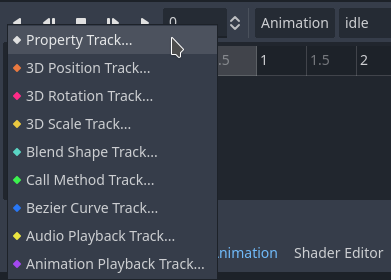 0 Animation idle
Property Track...
.5 1 1.5 2
3D Position Track...
3D Rotation Track...
3D Scale Track...
Blend Shape Track...
Call Method Track...
Bezier Curve Track...
Audio Playback Track...
nimation Shader Editor
Animation Playback Track...